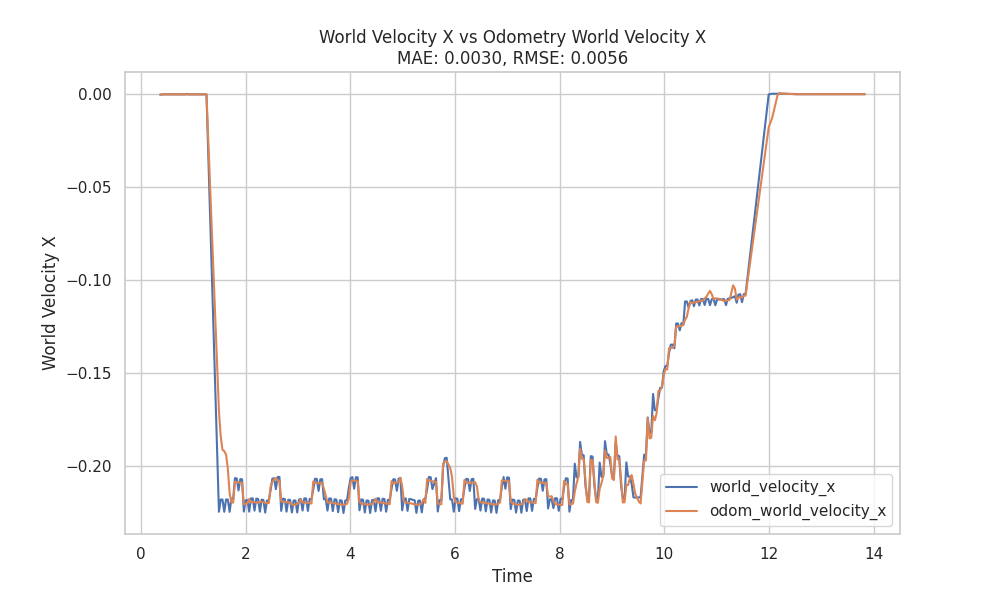 World Velocity X vs Odometry World Velocity X
MAE: 0.0030, RMSE: 0.0056
World Velocity X
0.00
−0.05
−0.10
−0.15
−0.20
world_velocity_x
odom_world_velocity_x
0 2 4 6 8 10 12 14
Time